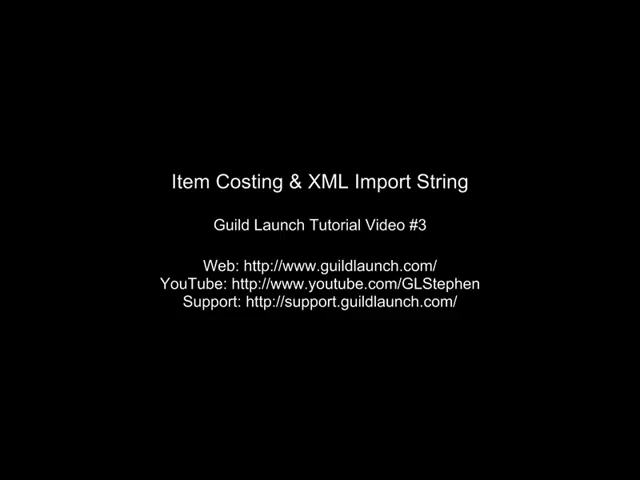 Item Costing & XML Import String
Guild Launch Tutorial Video #3
Web: http://www.guildlaunch.com/
YouTube: http://www.youtube.com/GLStephen
Support: http://support.guildlaunch.com/